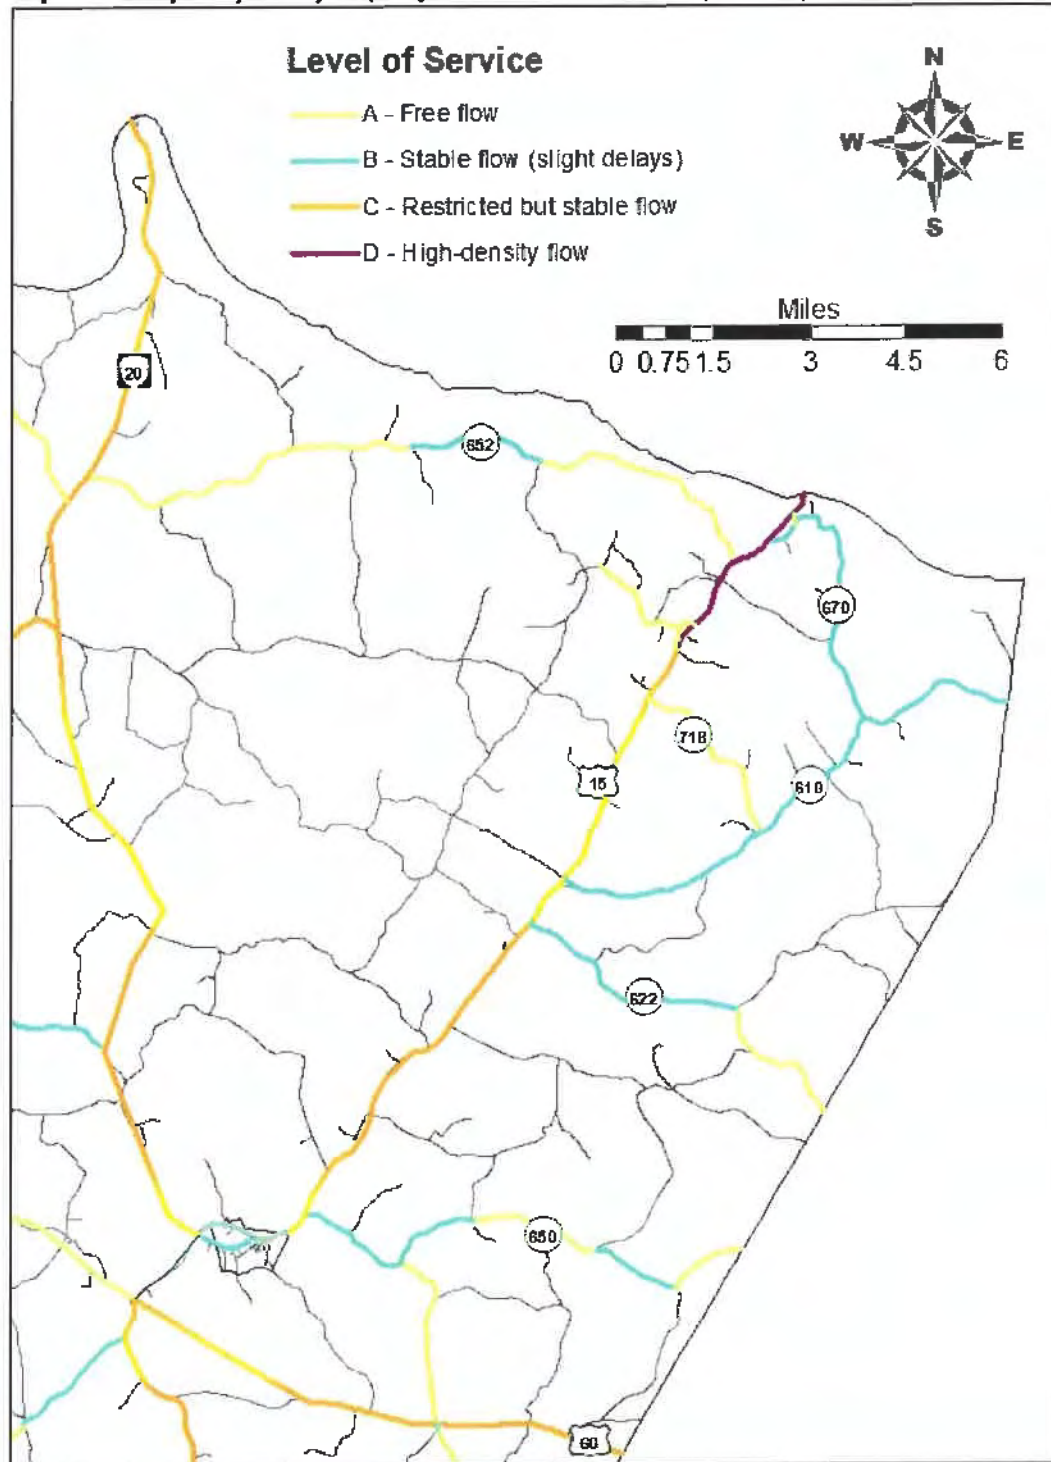 Level of Service
A - Free flow
B - Stable flow (slight delays)
C - Restricted but stable flow
D - High-density flow
N
W
E
S
Miles
0 0.75 1.5 3 4.5 6
20
652
670
718
15
610
622
650
60